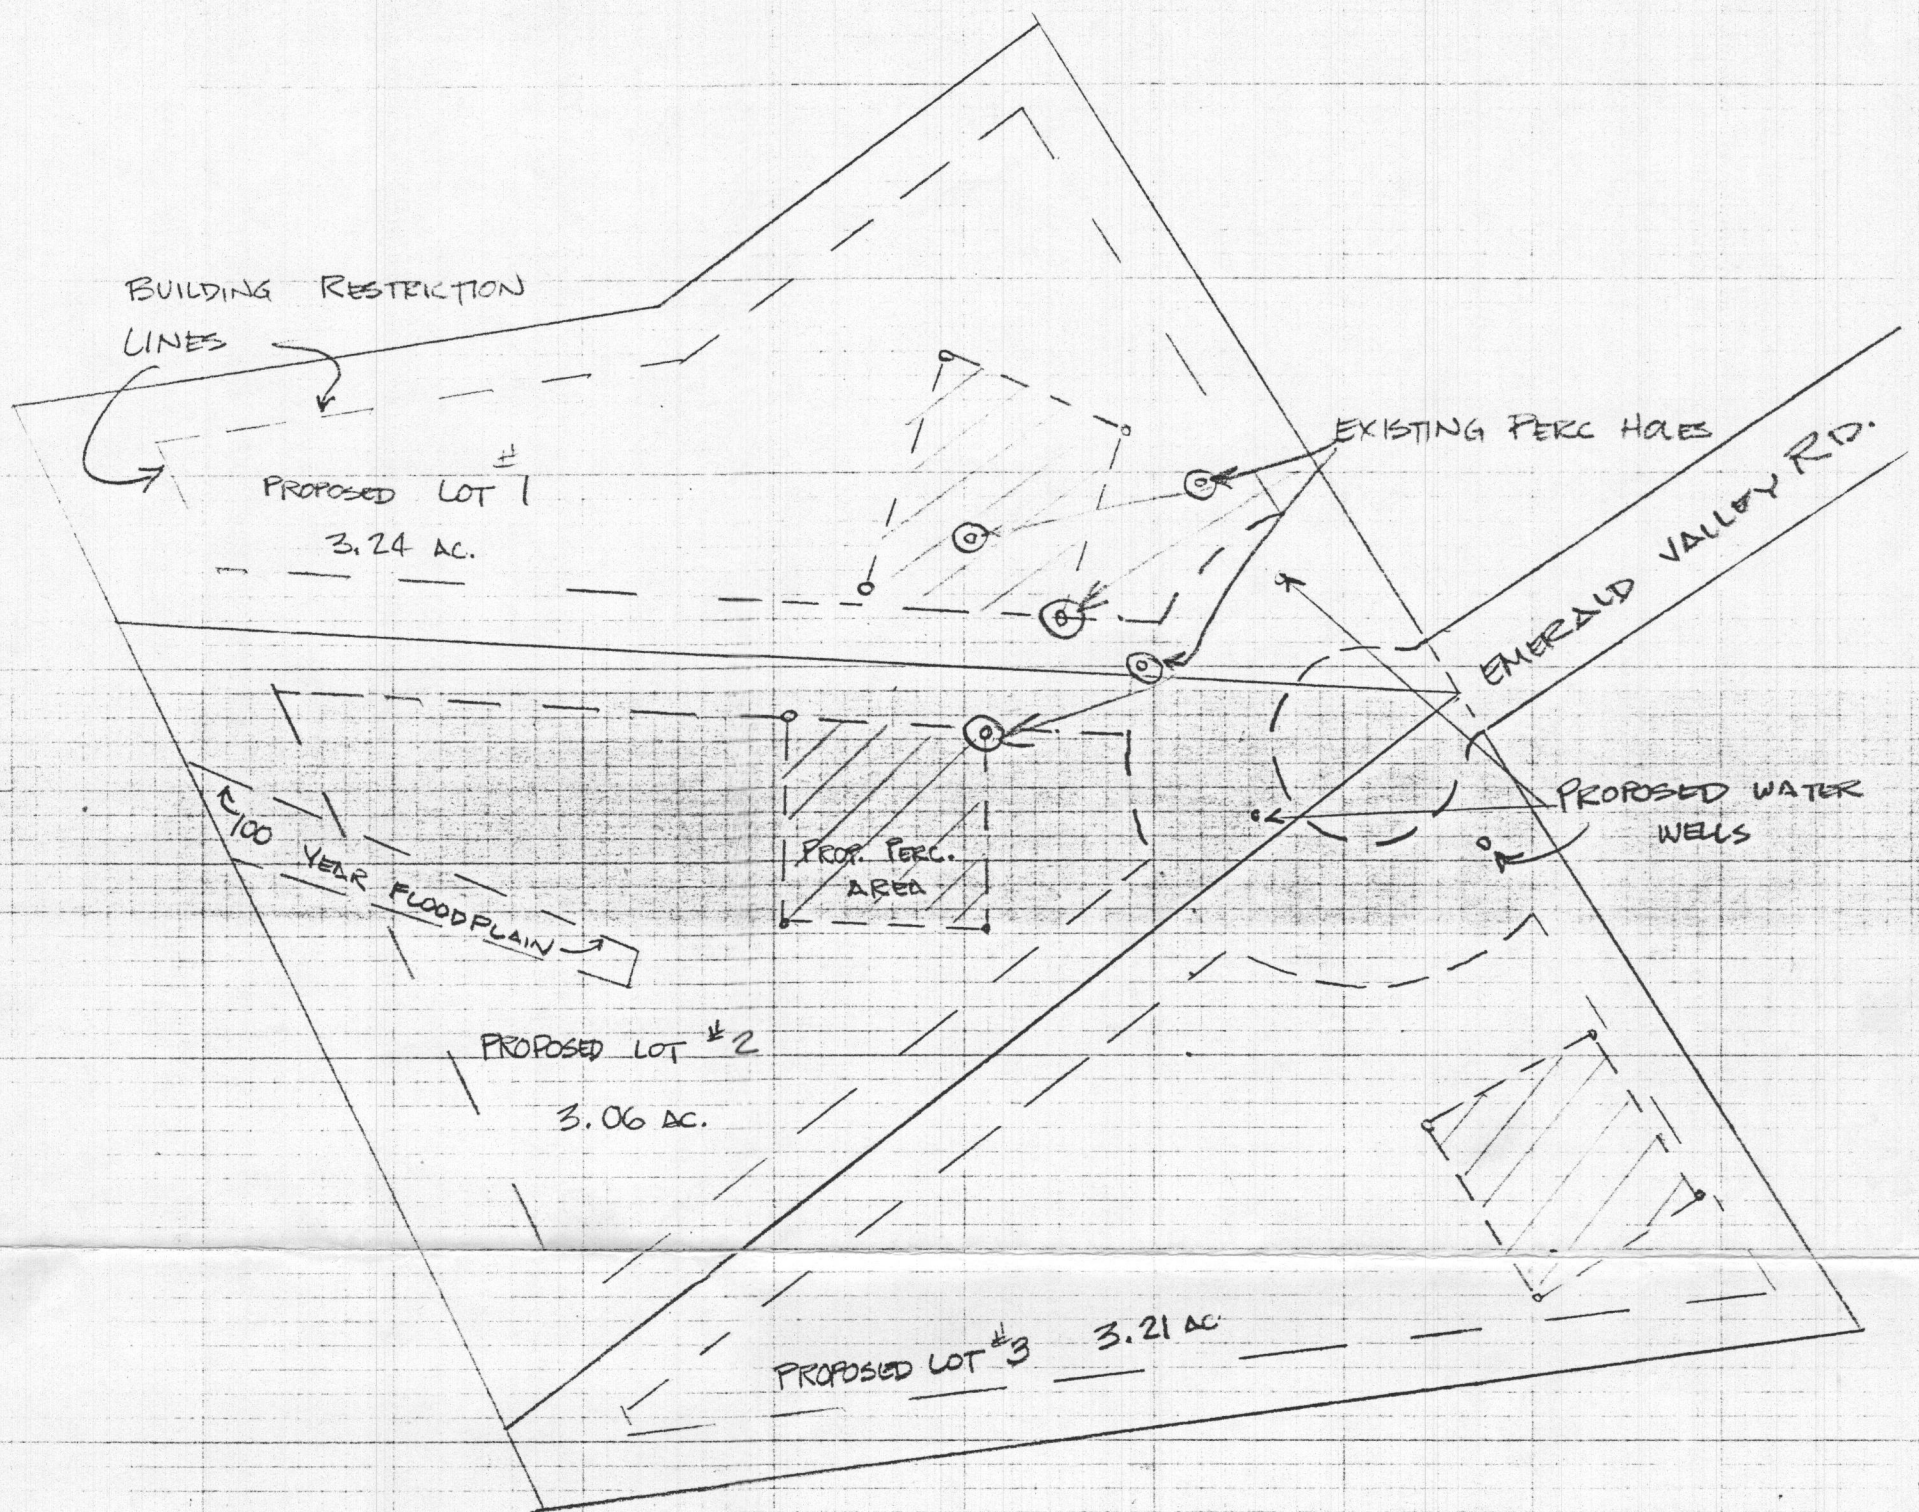 BUILDING RESTRICTION
LINES
PROPOSED LOT #1
3.24 AC.
EXISTING PERC HOLES
EMERALD VALLEY RD.
PROPOSED WATER
WELLS
PROP. PERC.
AREA
100 YEAR FLOODPLAIN
PROPOSED LOT #2
3.06 AC.
PROPOSED LOT #3 3.21 AC